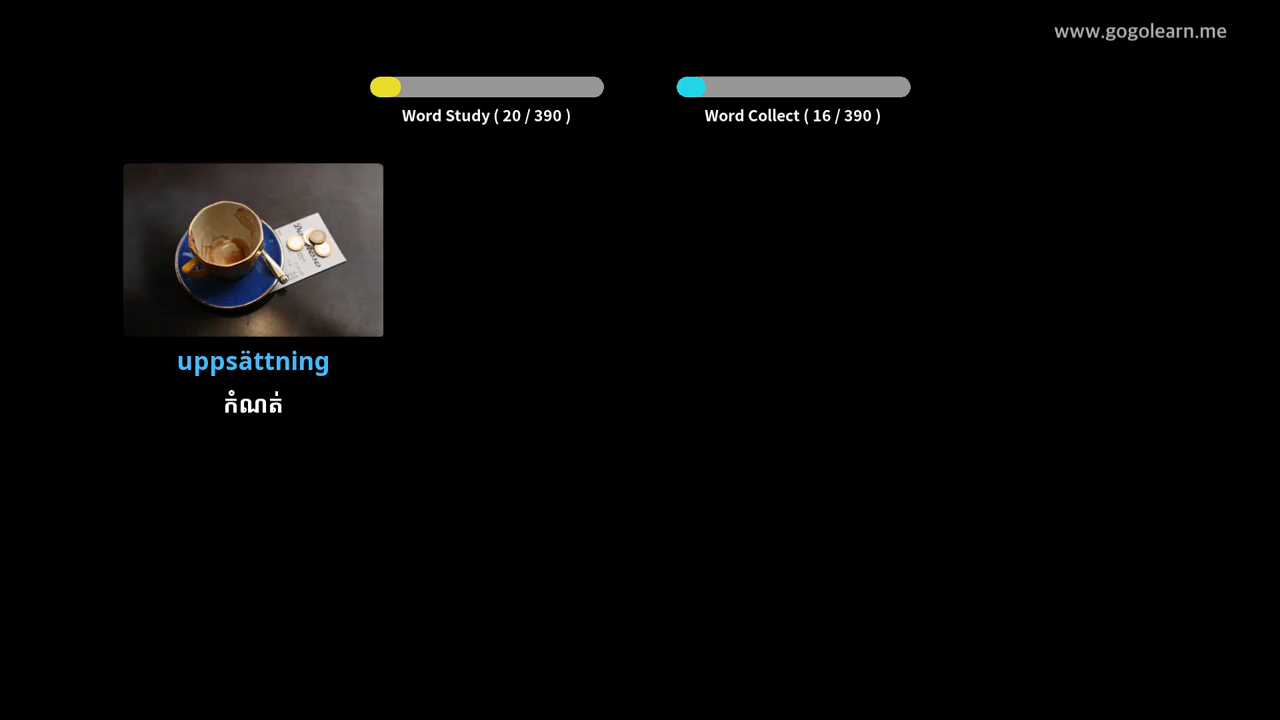 www.gogolearn.me
Word Study ( 20 / 390 )
Word Collect ( 16 / 390 )
uppsättning
កំណត់